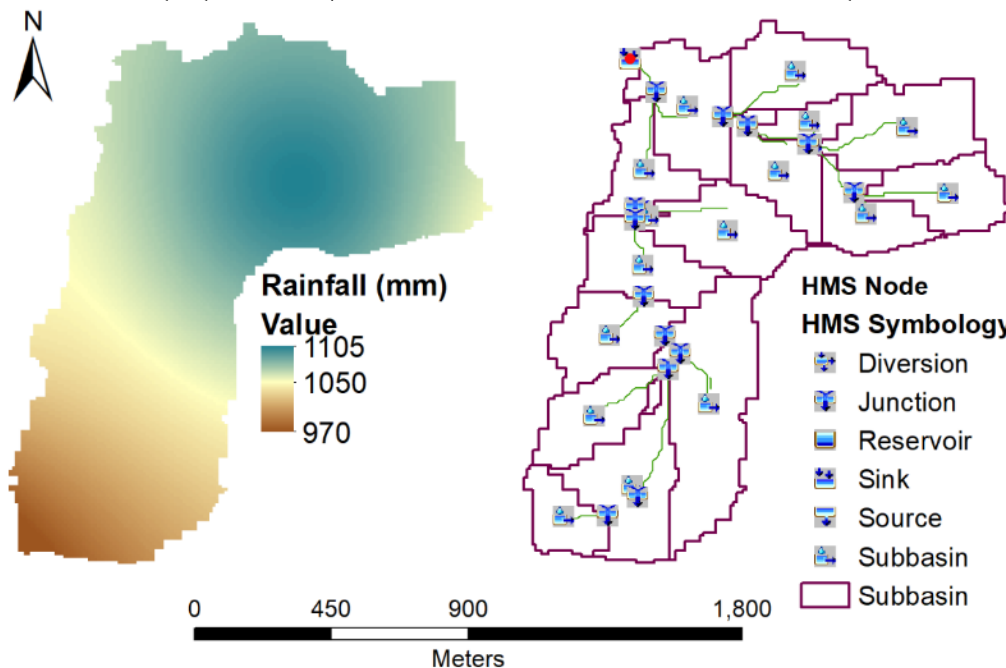 N
Rainfall (mm)
Value
1105
1050
970
HMS Node
HMS Symbology
Diversion
Junction
Reservoir
Sink
Source
Subbasin
Subbasin
0 450 900 1,800
Meters